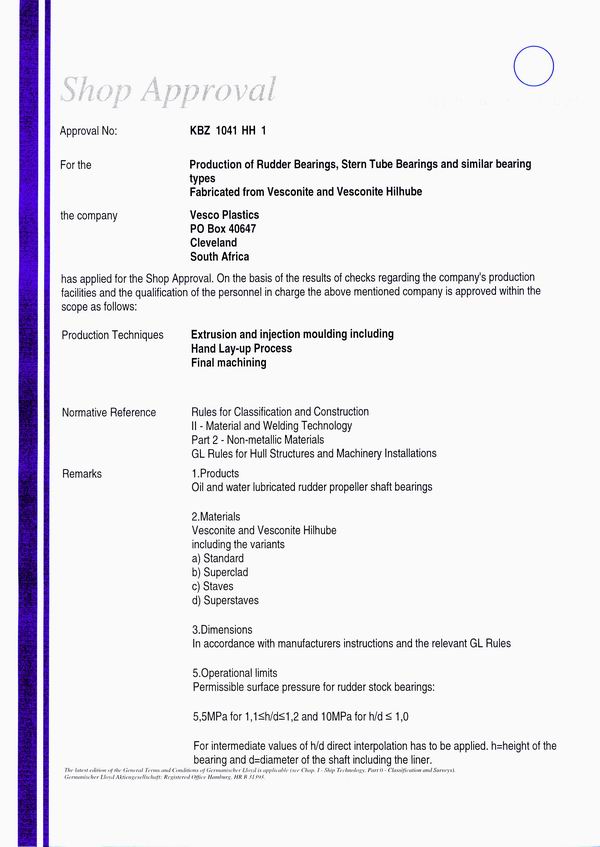 Shop Approval
Approval No: KBZ 1041 HH 1
For the Production of Rudder Bearings, Stern Tube Bearings and similar bearing
types
Fabricated from Vesconite and Vesconite Hilhube
the company Vesco Plastics
PO Box 40647
Cleveland
South Africa
has applied for the Shop Approval. On the basis of the results of checks regarding the company's production
facilities and the qualification of the personnel in charge the above mentioned company is approved within the
scope as follows:
Production Techniques Extrusion and injection moulding including
Hand Lay-up Process
Final machining
Normative Reference Rules for Classification and Construction
II - Material and Welding Technology
Part 2 - Non-metallic Materials
GL Rules for Hull Structures and Machinery Installations
Remarks 1.Products
Oil and water lubricated rudder propeller shaft bearings
2.Materials
Vesconite and Vesconite Hilhube
including the variants
a) Standard
b) Superclad
c) Staves
d) Superstaves
3.Dimensions
In accordance with manufacturers instructions and the relevant GL Rules
5.Operational limits
Permissible surface pressure for rudder stock bearings:
5,5MPa for 1,1≤h/d≤1,2 and 10MPa for h/d ≤ 1,0
For intermediate values of h/d direct interpolation has to be applied. h=height of the
bearing and d=diameter of the shaft including the liner.
The latest edition of the General Terms and Conditions of Germanischer Lloyd is applicable (see Chap. I - Ship Technology, Part 0 - Classification and Surveys).
Germanischer Lloyd Aktiengesellschaft: Registered Office Hamburg, HR B 31393.